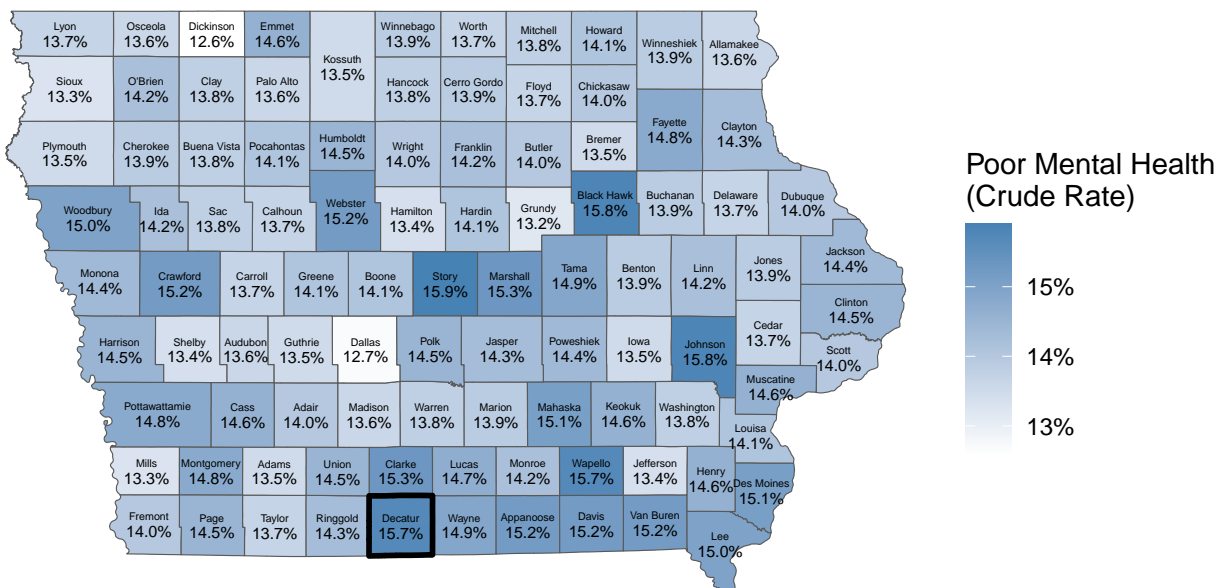 Lyon
13.7%
Osceola
13.6%
Dickinson
12.6%
Emmet
14.6%
Kossuth
13.5%
Winnebago
13.9%
Worth
13.7%
Mitchell
13.8%
Howard
14.1%
Winneshiek
13.9%
Allamakee
13.6%
Sioux
13.3%
O'Brien
14.2%
Clay
13.8%
Palo Alto
13.6%
Hancock
13.8%
Cerro Gordo
13.9%
Floyd
13.7%
Chickasaw
14.0%
Fayette
14.8%
Clayton
14.3%
Plymouth
13.5%
Cherokee
13.9%
Buena Vista
13.8%
Pocahontas
14.1%
Humboldt
14.5%
Wright
14.0%
Franklin
14.2%
Butler
14.0%
Bremer
13.5%
Woodbury
15.0%
Ida
14.2%
Sac
13.8%
Calhoun
13.7%
Webster
15.2%
Hamilton
13.4%
Hardin
14.1%
Grundy
13.2%
Black Hawk
15.8%
Buchanan
13.9%
Delaware
13.7%
Dubuque
14.0%
Monona
14.4%
Crawford
15.2%
Carroll
13.7%
Greene
14.1%
Boone
14.1%
Story
15.9%
Marshall
15.3%
Tama
14.9%
Benton
13.9%
Linn
14.2%
Jones
13.9%
Jackson
14.4%
Clinton
14.5%
Harrison
14.5%
Shelby
13.4%
Audubon
13.6%
Guthrie
13.5%
Dallas
12.7%
Polk
14.5%
Jasper
14.3%
Poweshiek
14.4%
Iowa
13.5%
Johnson
15.8%
Cedar
13.7%
Scott
14.0%
Muscatine
14.6%
Pottawattamie
14.8%
Cass
14.6%
Adair
14.0%
Madison
13.6%
Warren
13.8%
Marion
13.9%
Mahaska
15.1%
Keokuk
14.6%
Washington
13.8%
Louisa
14.1%
Mills
13.3%
Montgomery
14.8%
Adams
13.5%
Union
14.5%
Clarke
15.3%
Lucas
14.7%
Monroe
14.2%
Wapello
15.7%
Jefferson
13.4%
Henry
14.6%
Des Moines
15.1%
Fremont
14.0%
Page
14.5%
Taylor
13.7%
Ringgold
14.3%
Decatur
15.7%
Wayne
14.9%
Appanoose
15.2%
Davis
15.2%
Van Buren
15.2%
Lee
15.0%
Poor Mental Health
(Crude Rate)
15%
14%
13%